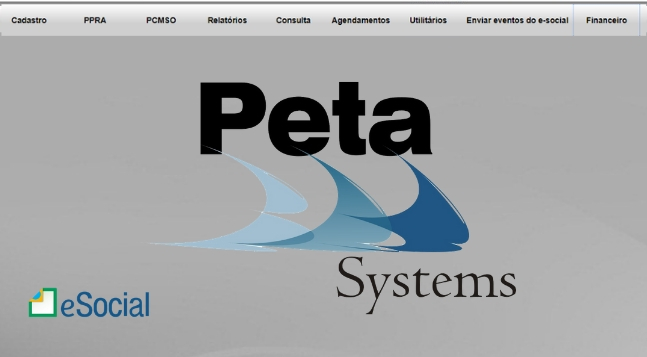 Cadastro PPRA PCMSO Relatórios Consulta Agendamentos Utilitários Enviar eventos do e-social Financeiro
Peta
Systems
eSocial